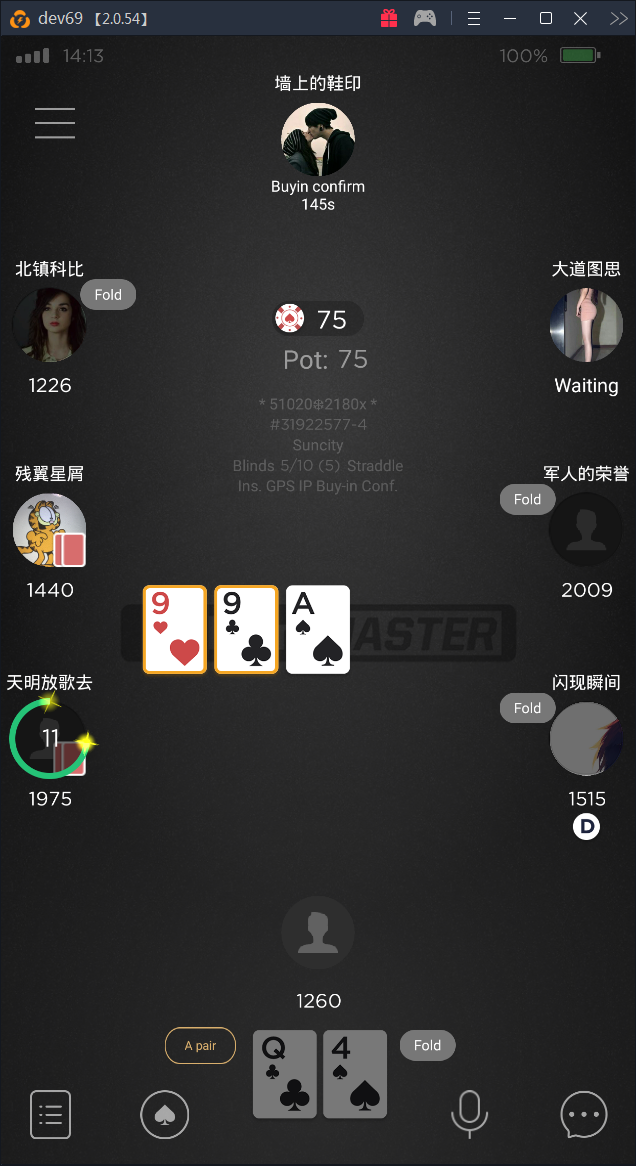 dev69 【2.0.54】
14:13
100%
墙上的鞋印
Buyin confirm
145s
北镇科比
Fold
1226
大道图思
Waiting
75
Pot: 75
* 51020❄2180x *
#31922577-4
Suncity
Blinds 5/10 (5) Straddle
Ins. GPS IP Buy-in Conf.
残翼星屑
1440
军人的荣誉
Fold
2009
9
9
A
MASTER
天明放歌去
11
1975
闪现瞬间
Fold
1515
D
1260
A pair
Q
4
Fold